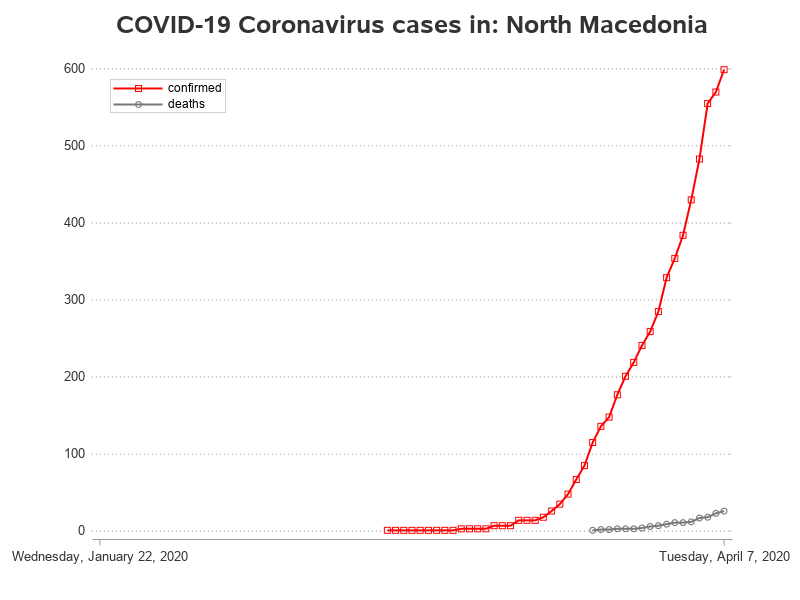 COVID-19 Coronavirus cases in: North Macedonia
confirmed
deaths
600
500
400
300
200
100
0
Wednesday, January 22, 2020
Tuesday, April 7, 2020